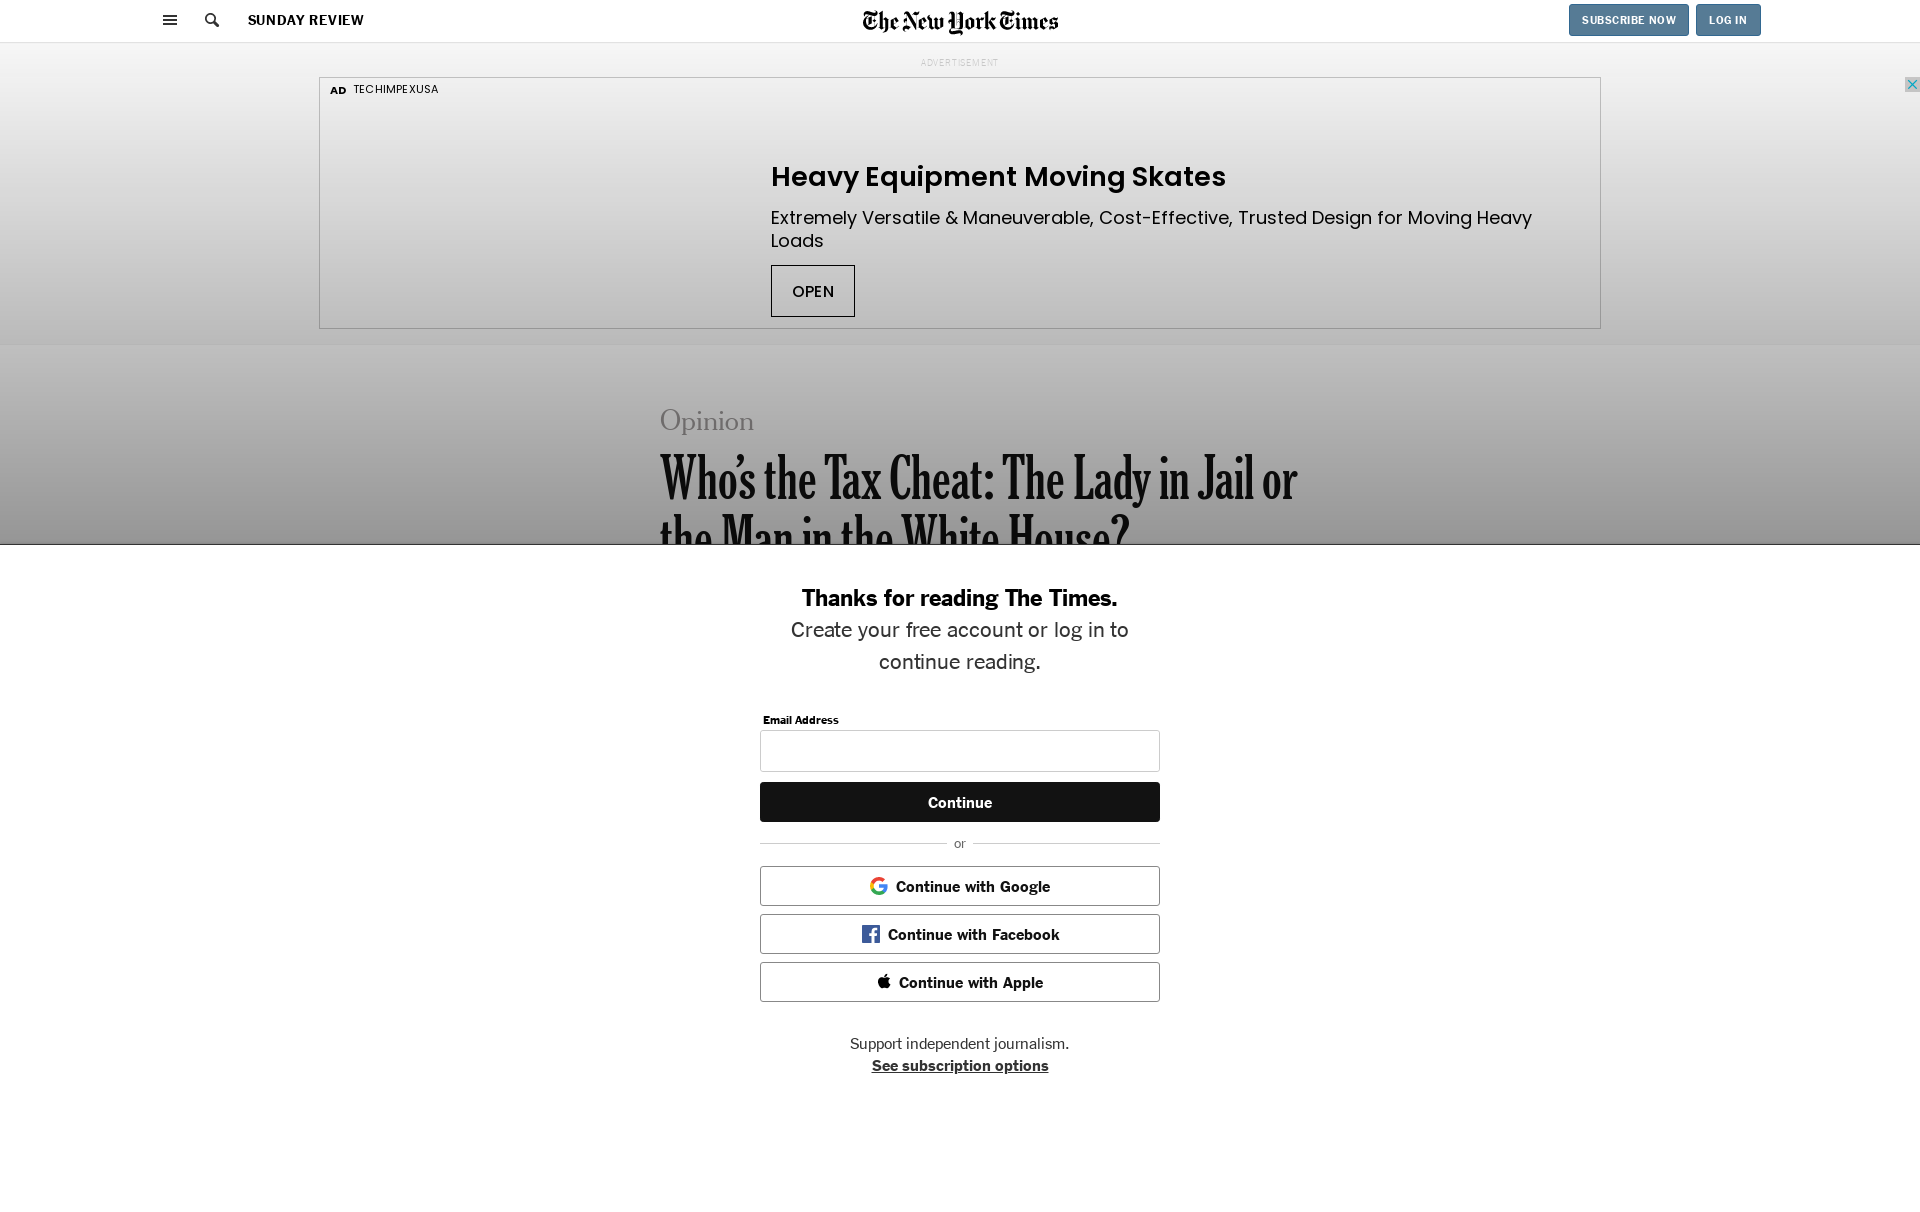 SUNDAY REVIEW
The New York Times
SUBSCRIBE NOW
LOG IN
ADVERTISEMENT
AD TECHIMPEXUSA
Heavy Equipment Moving Skates
Extremely Versatile & Maneuverable, Cost-Effective, Trusted Design for Moving Heavy
Loads
OPEN
Opinion
Who’s the Tax Cheat: The Lady in Jail or
the Man in the White House?
Thanks for reading The Times.
Create your free account or log in to
continue reading.
Email Address
Continue
or
Continue with Google
Continue with Facebook
Continue with Apple
Support independent journalism.
See subscription options